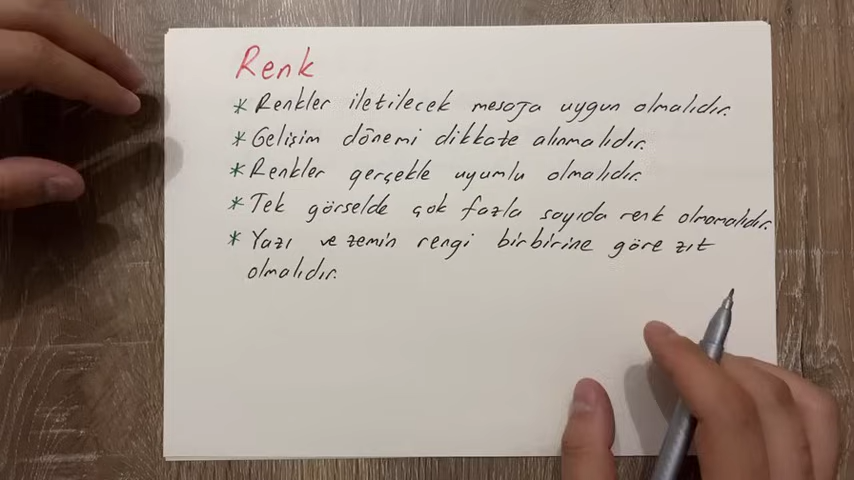 Renk
* Renkler iletilecek mesaja uygun olmalıdır.
* Gelişim dönemi dikkate alınmalıdır.
* Renkler gerçekle uyumlu olmalıdır.
* Tek görselde çok fazla sayıda renk olmamalıdır.
* Yazı ve zemin rengi birbirine göre zıt
olmalıdır.